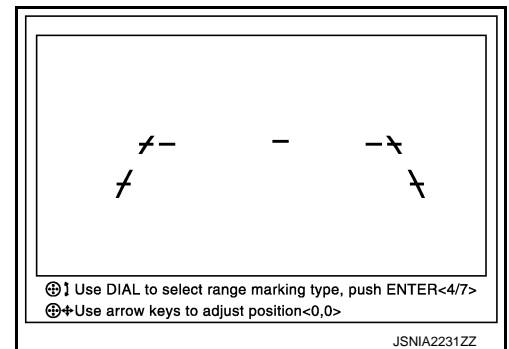 Use DIAL to select range marking type, push ENTER<4/7>
Use arrow keys to adjust position<0,0>
JSNIA2231ZZ